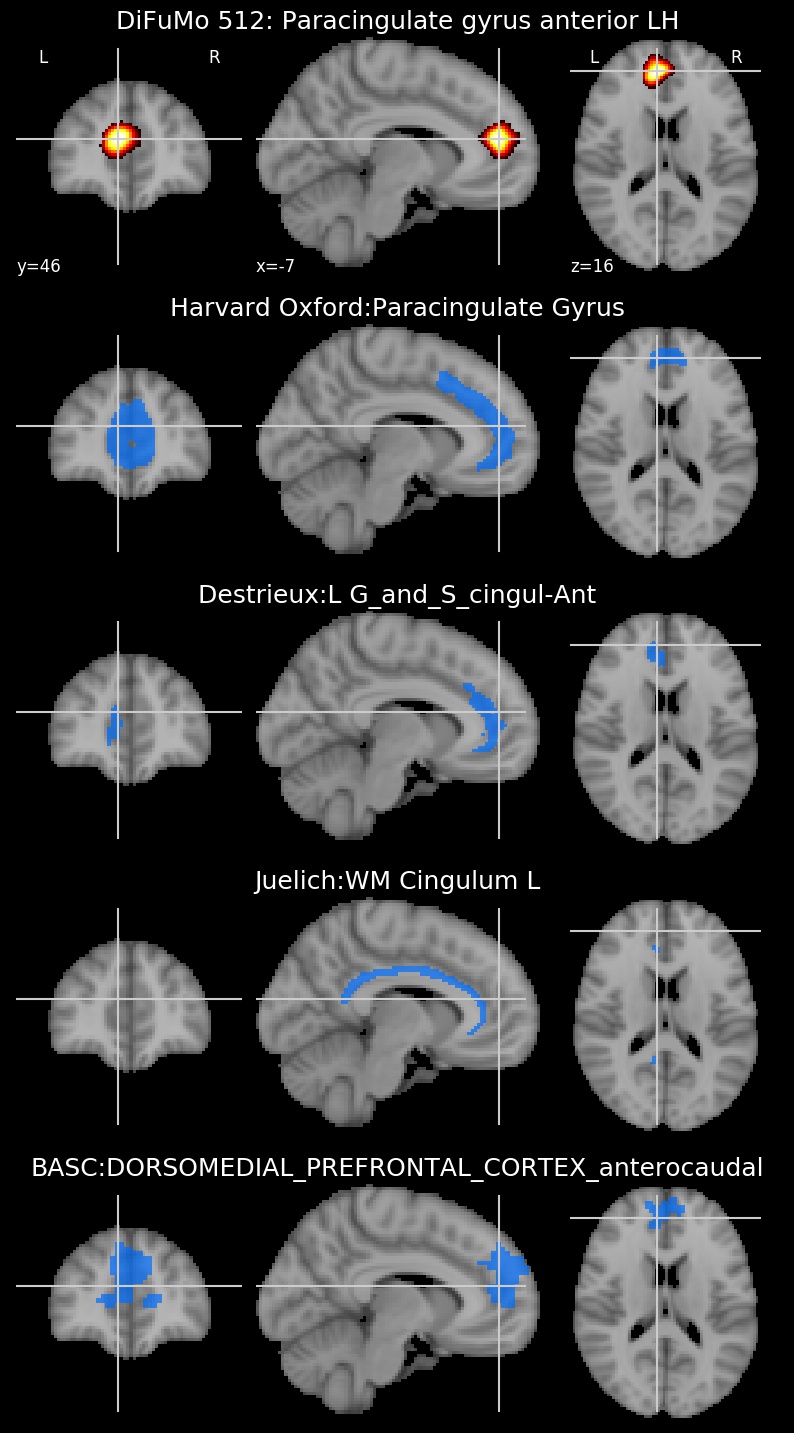 DiFuMo 512: Paracingulate gyrus anterior LH
L R L R
y=46 x=-7 z=16
Harvard Oxford:Paracingulate Gyrus
Destrieux:L G_and_S_cingul-Ant
Juelich:WM Cingulum L
BASC:DORSOMEDIAL_PREFRONTAL_CORTEX_anterocaudal